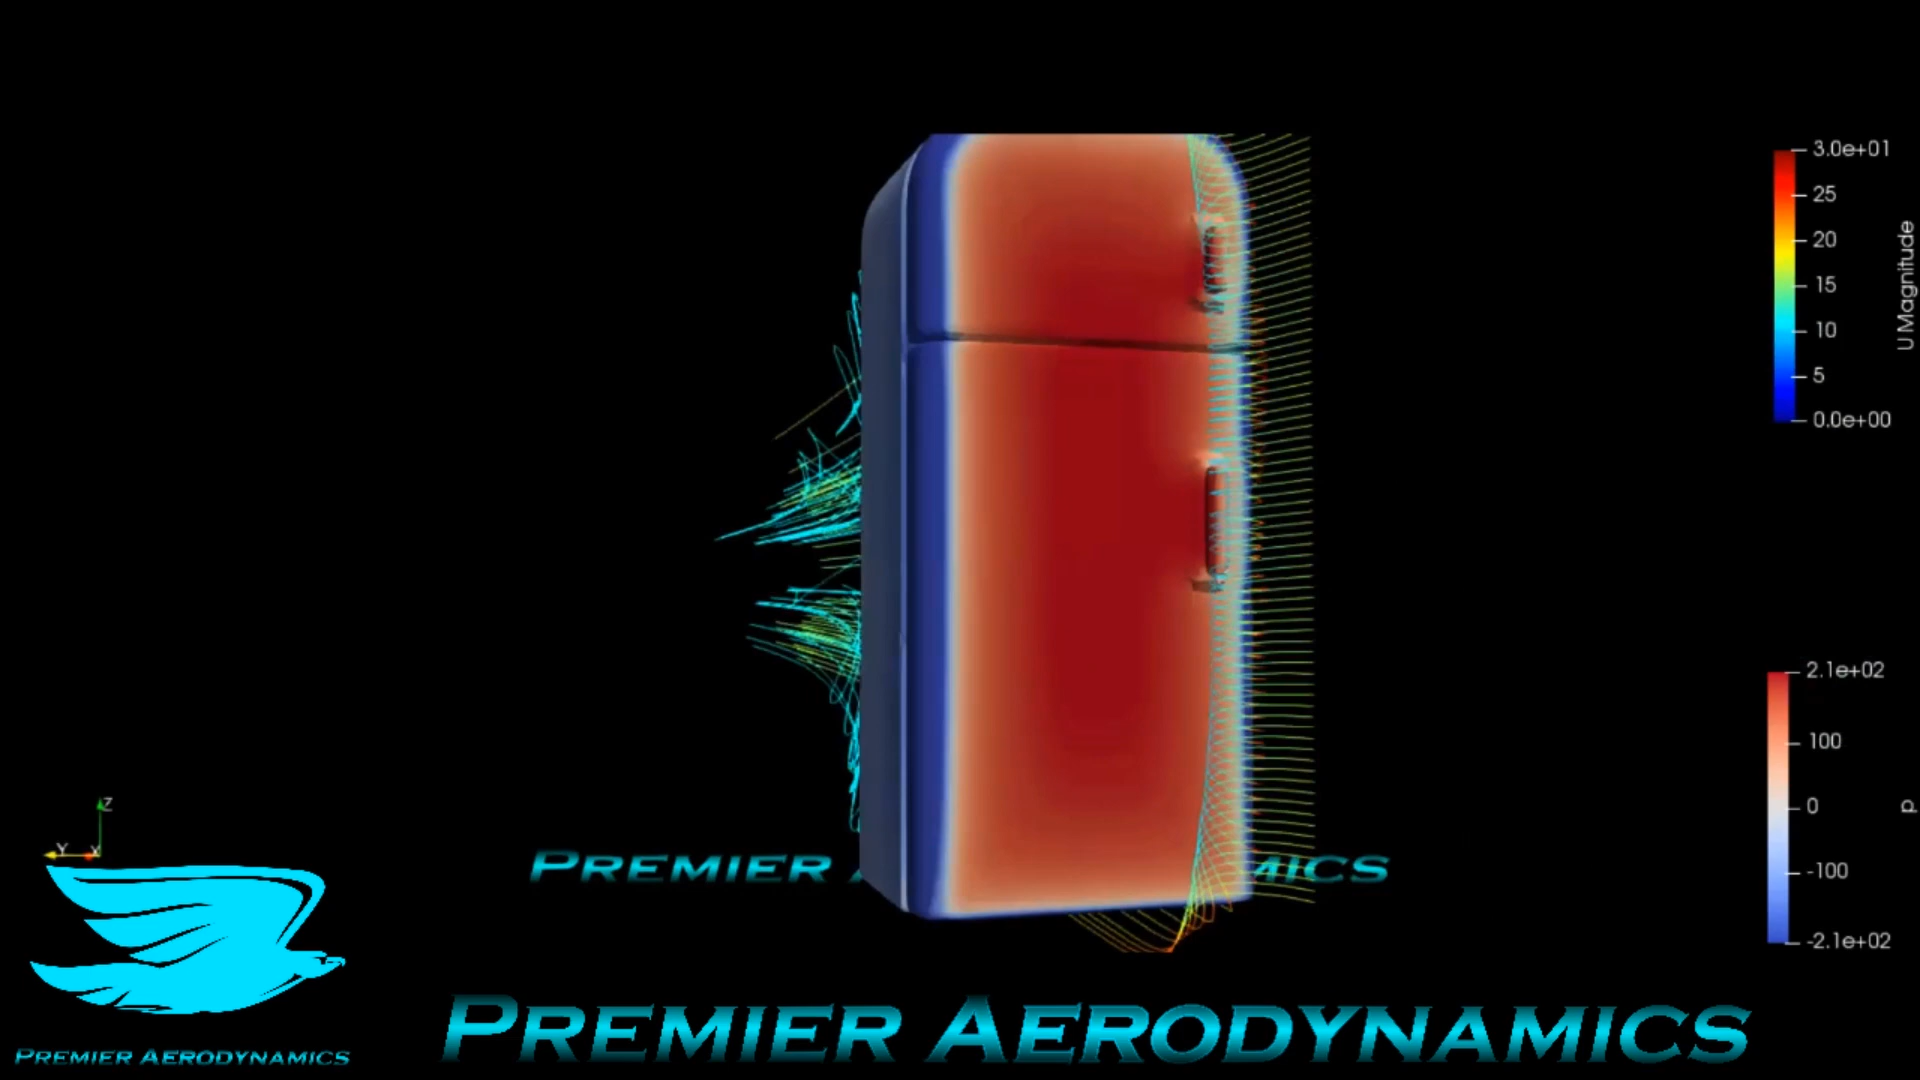 3.0e+01
25
20
15
10
5
0.0e+00
U Magnitude
2.1e+02
100
0
-100
-2.1e+02
p
Z
Y
X
PREMIER
MICS
PREMIER AERODYNAMICS
PREMIER AERODYNAMICS